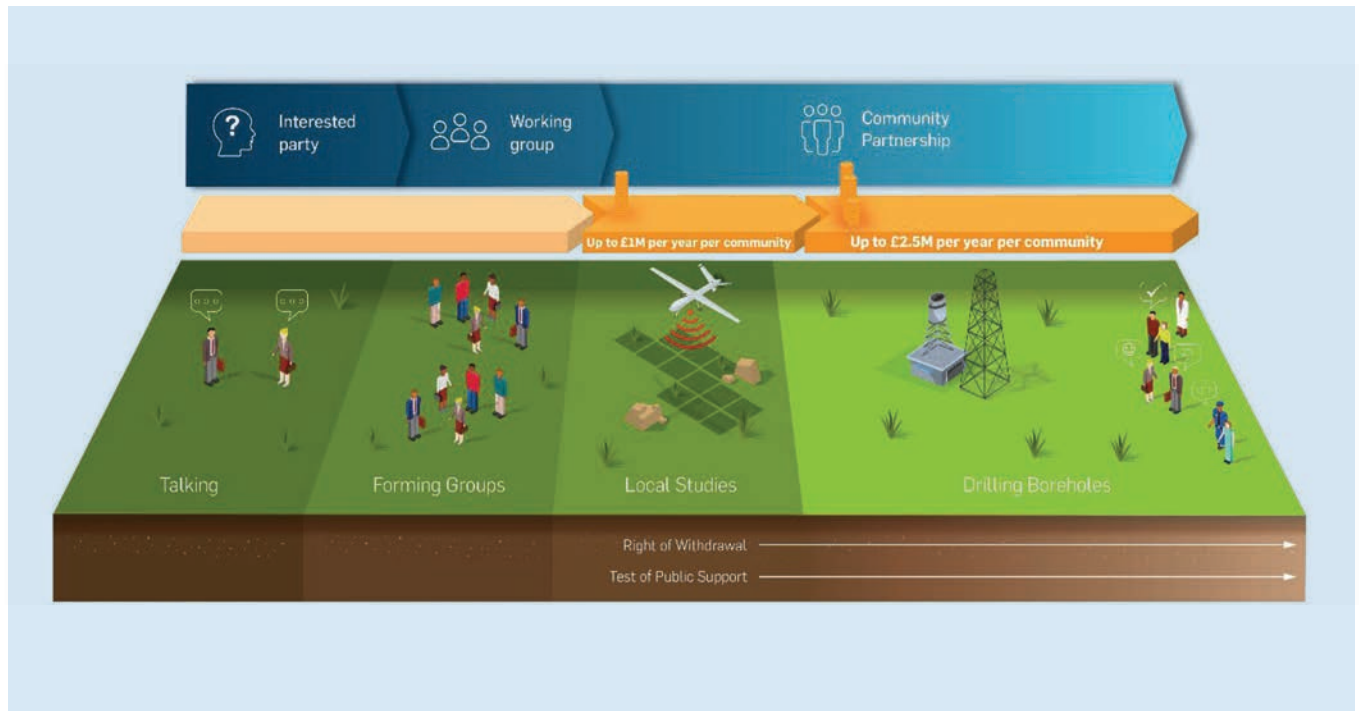 ?
Interested
party
Working
group
Community
Partnership
Up to £1M per year per community
Up to £2.5M per year per community
Talking
Forming Groups
Local Studies
Drilling Boreholes
Right of Withdrawal
Test of Public Support